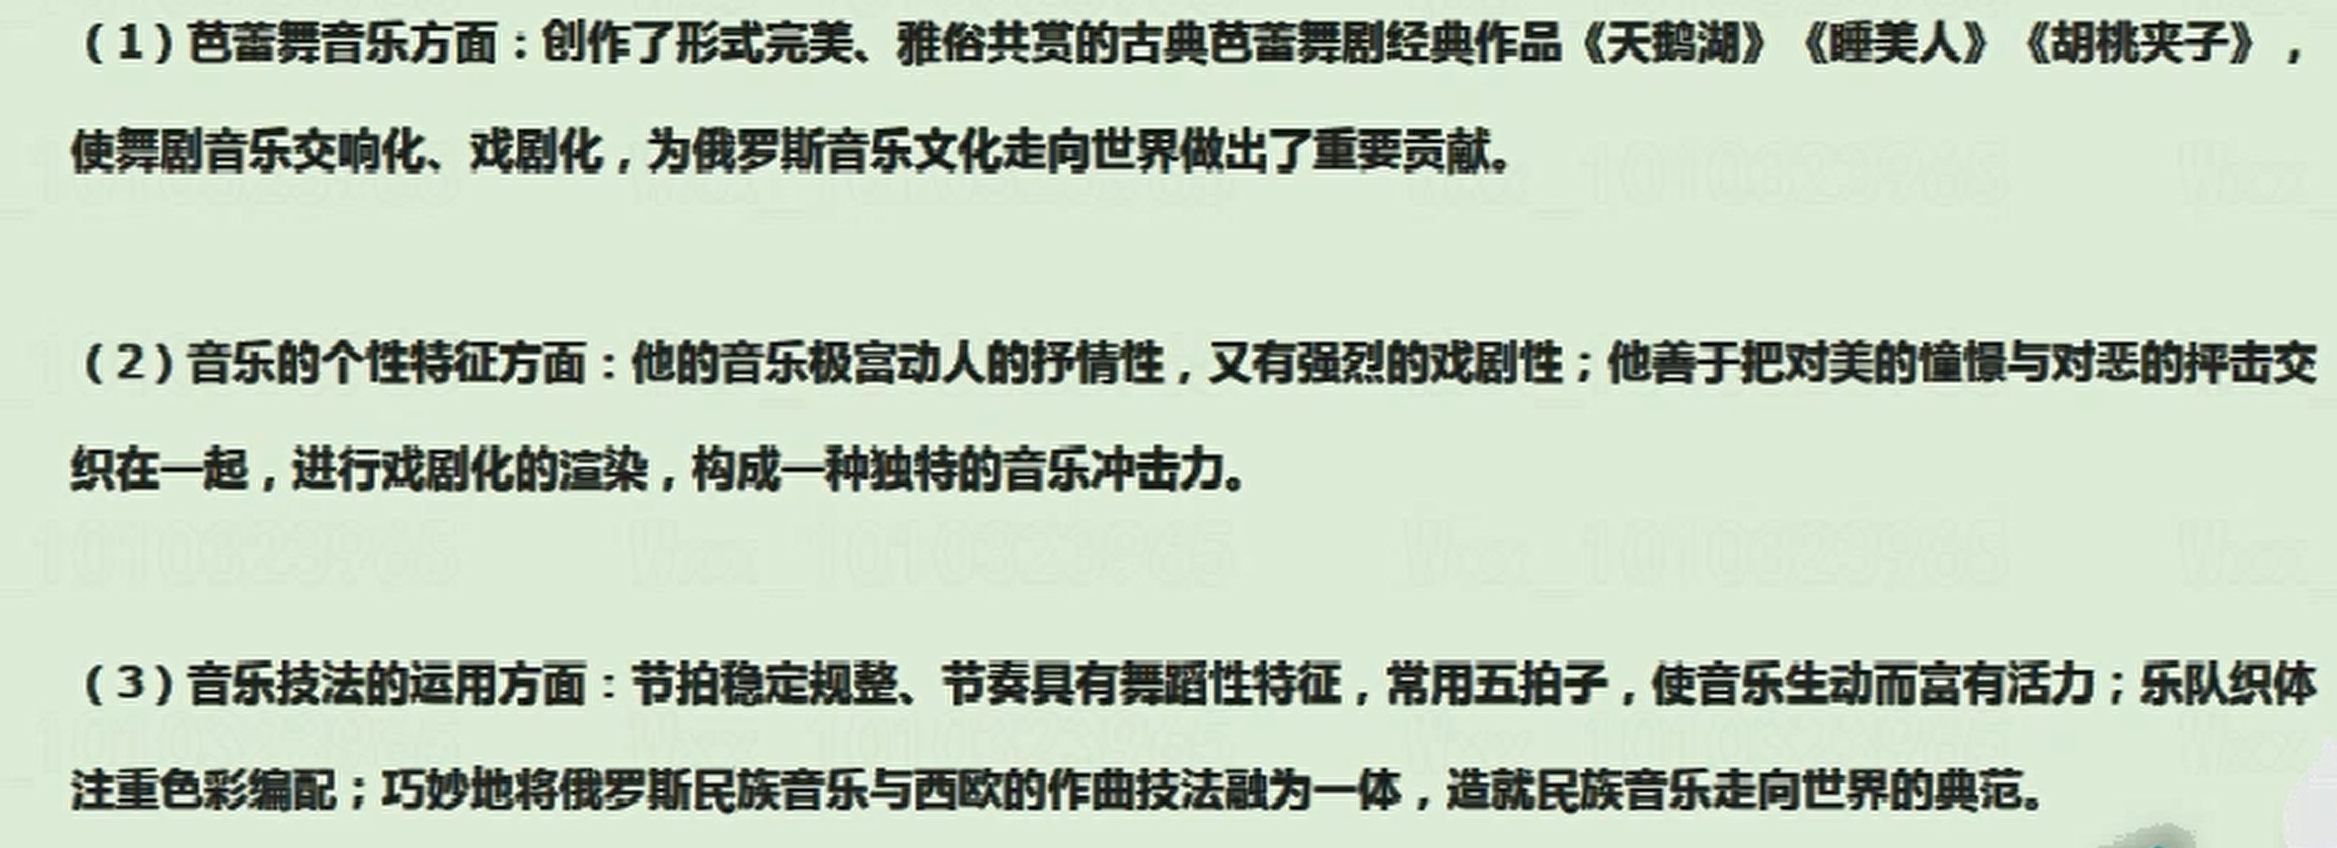 （1）芭蕾舞音乐方面：创作了形式完美、雅俗共赏的古典芭蕾舞剧经典作品《天鹅湖》《睡美人》《胡桃夹子》，
使舞剧音乐交响化、戏剧化，为俄罗斯音乐文化走向世界做出了重要贡献。
（2）音乐的个性特征方面：他的音乐极富动人的抒情性，又有强烈的戏剧性；他善于把对美的憧憬与对恶的抨击交
织在一起，进行戏剧化的渲染，构成一种独特的音乐冲击力。
（3）音乐技法的运用方面：节拍稳定规整、节奏具有舞蹈性特征，常用五拍子，使音乐生动而富有活力；乐队织体
注重色彩编配；巧妙地将俄罗斯民族音乐与西欧的作曲技法融为一体，造就民族音乐走向世界的典范。